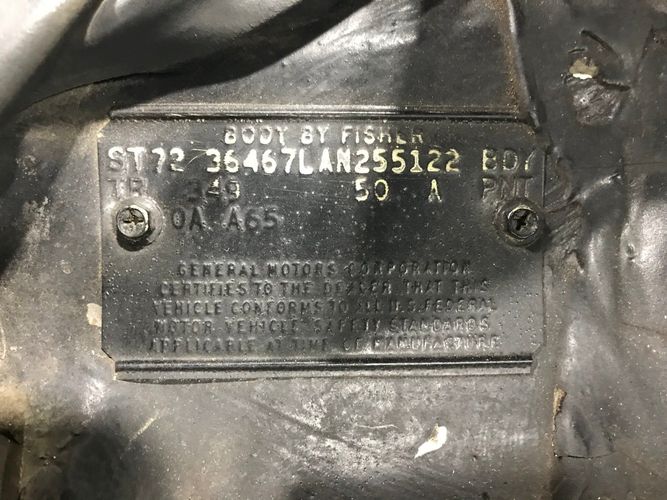 BODY BY FISHER
ST72 36467LAN255122 BDY
TR 349 50 A PNT
0A A65
GENERAL MOTORS CORPORATION
CERTIFIES TO THE DEALER THAT THIS
VEHICLE CONFORMS TO ALL U.S. FEDERAL
MOTOR VEHICLE SAFETY STANDARDS
APPLICABLE AT TIME OF MANUFACTURE